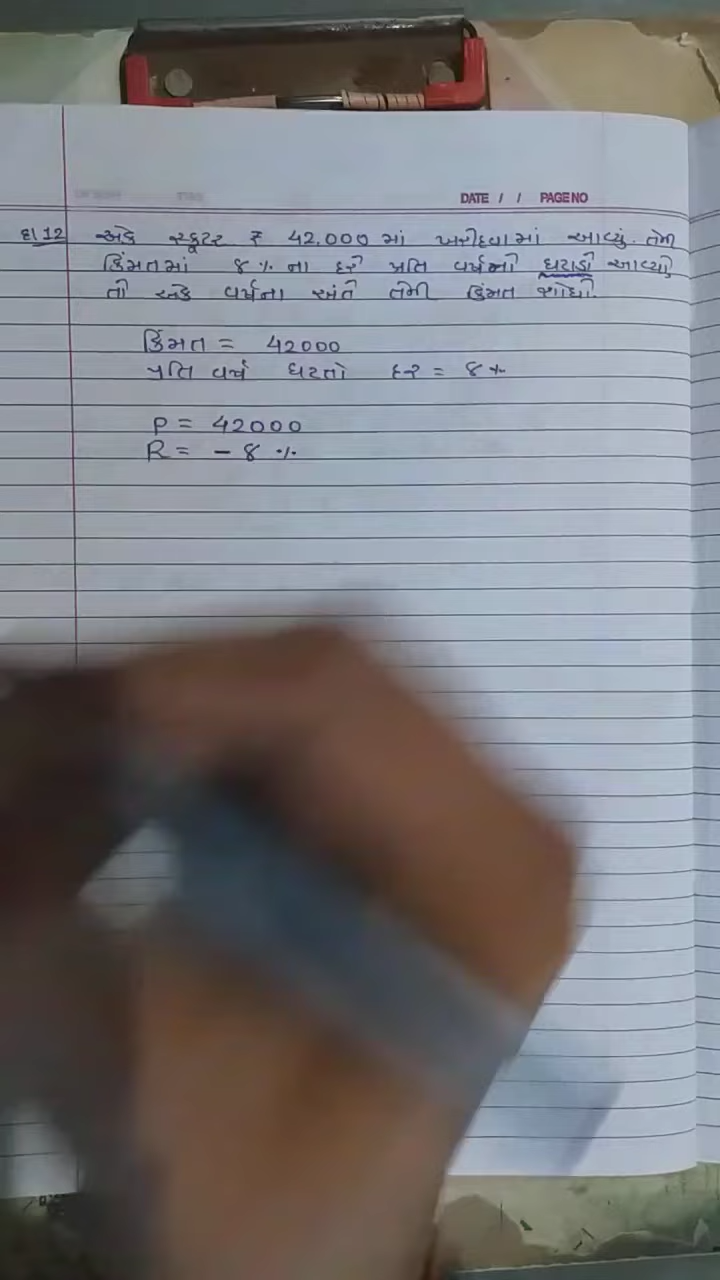 DATE / / PAGE NO
દા.12 એક સ્કૂટર ₹ 42,000 માં ખરીદવામાં આવ્યું. તેની
કિંમતમાં 8 % ના દરે પ્રતિ વર્ષનો ઘટાડો આવ્યો
તો એક વર્ષના અંતે તેની કિંમત શોધો.
કિંમત = 42000
પ્રતિ વર્ષ ઘટતો દર = 8 %
P = 42000
R = - 8 %